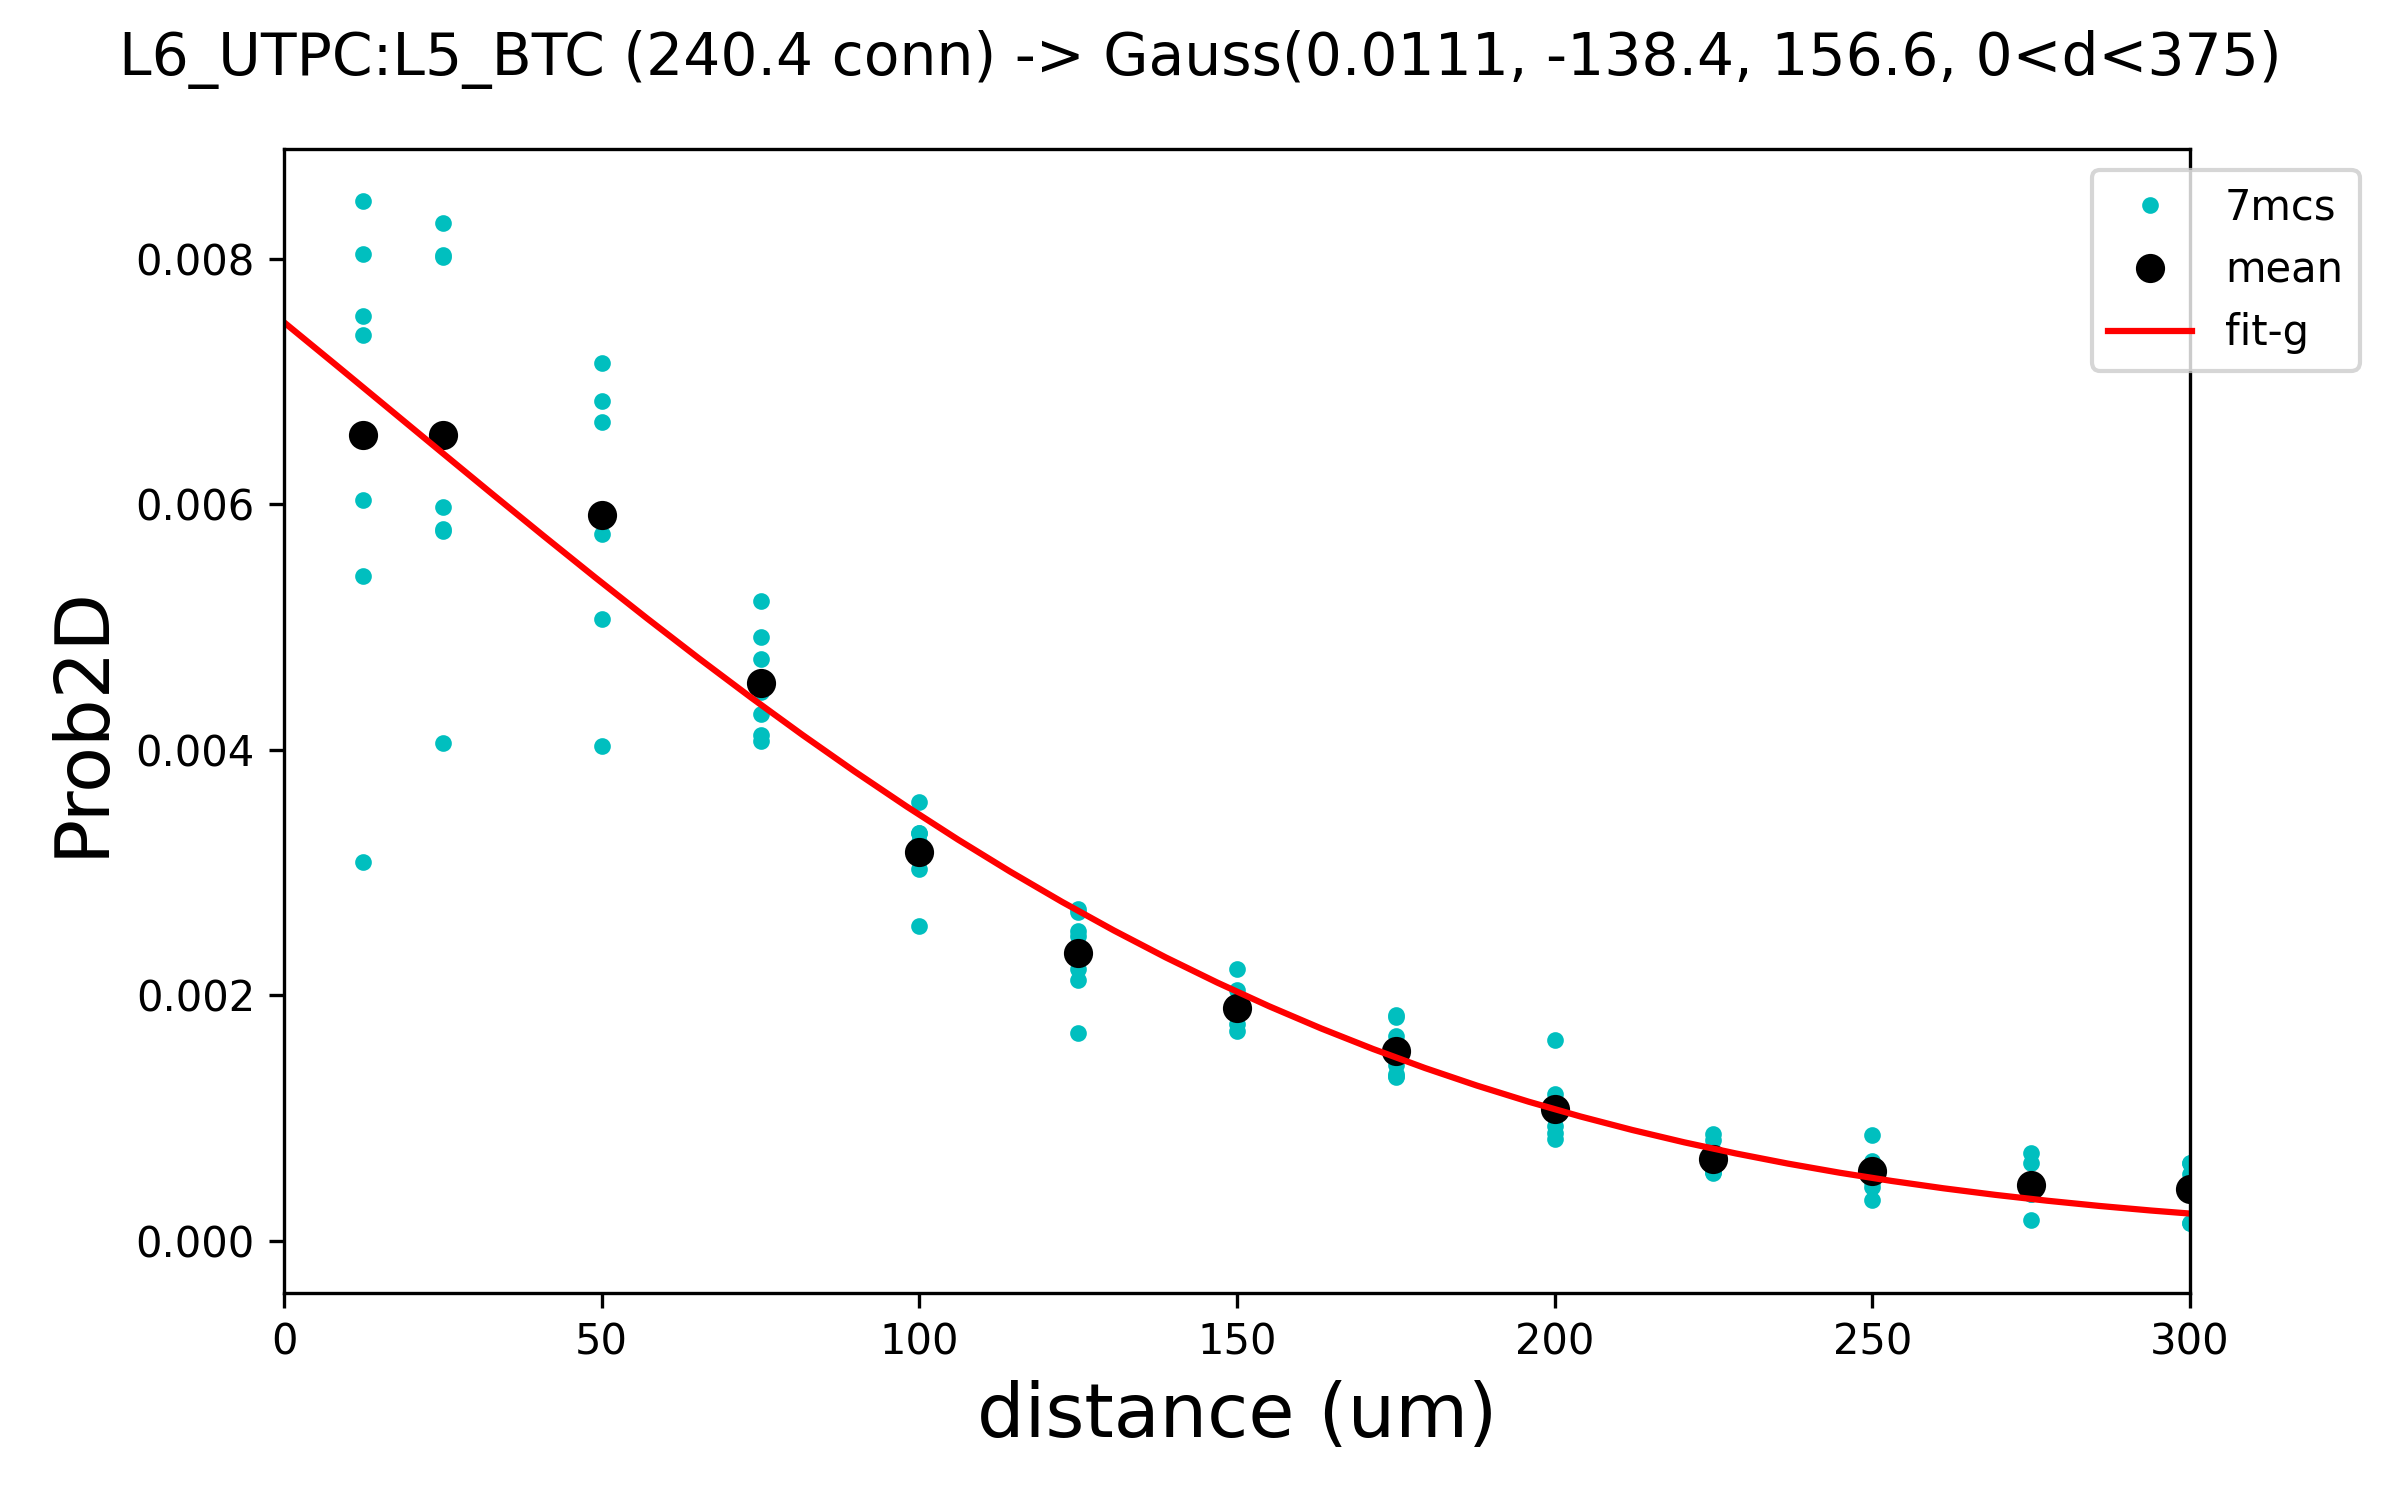 L6_UTPC:L5_BTC (240.4 conn) -> Gauss(0.0111, -138.4, 156.6, 0<d<375)
7mcs
mean
fit-g
0.008
0.006
0.004
0.002
0.000
Prob2D
0 50 100 150 200 250 300
distance (um)